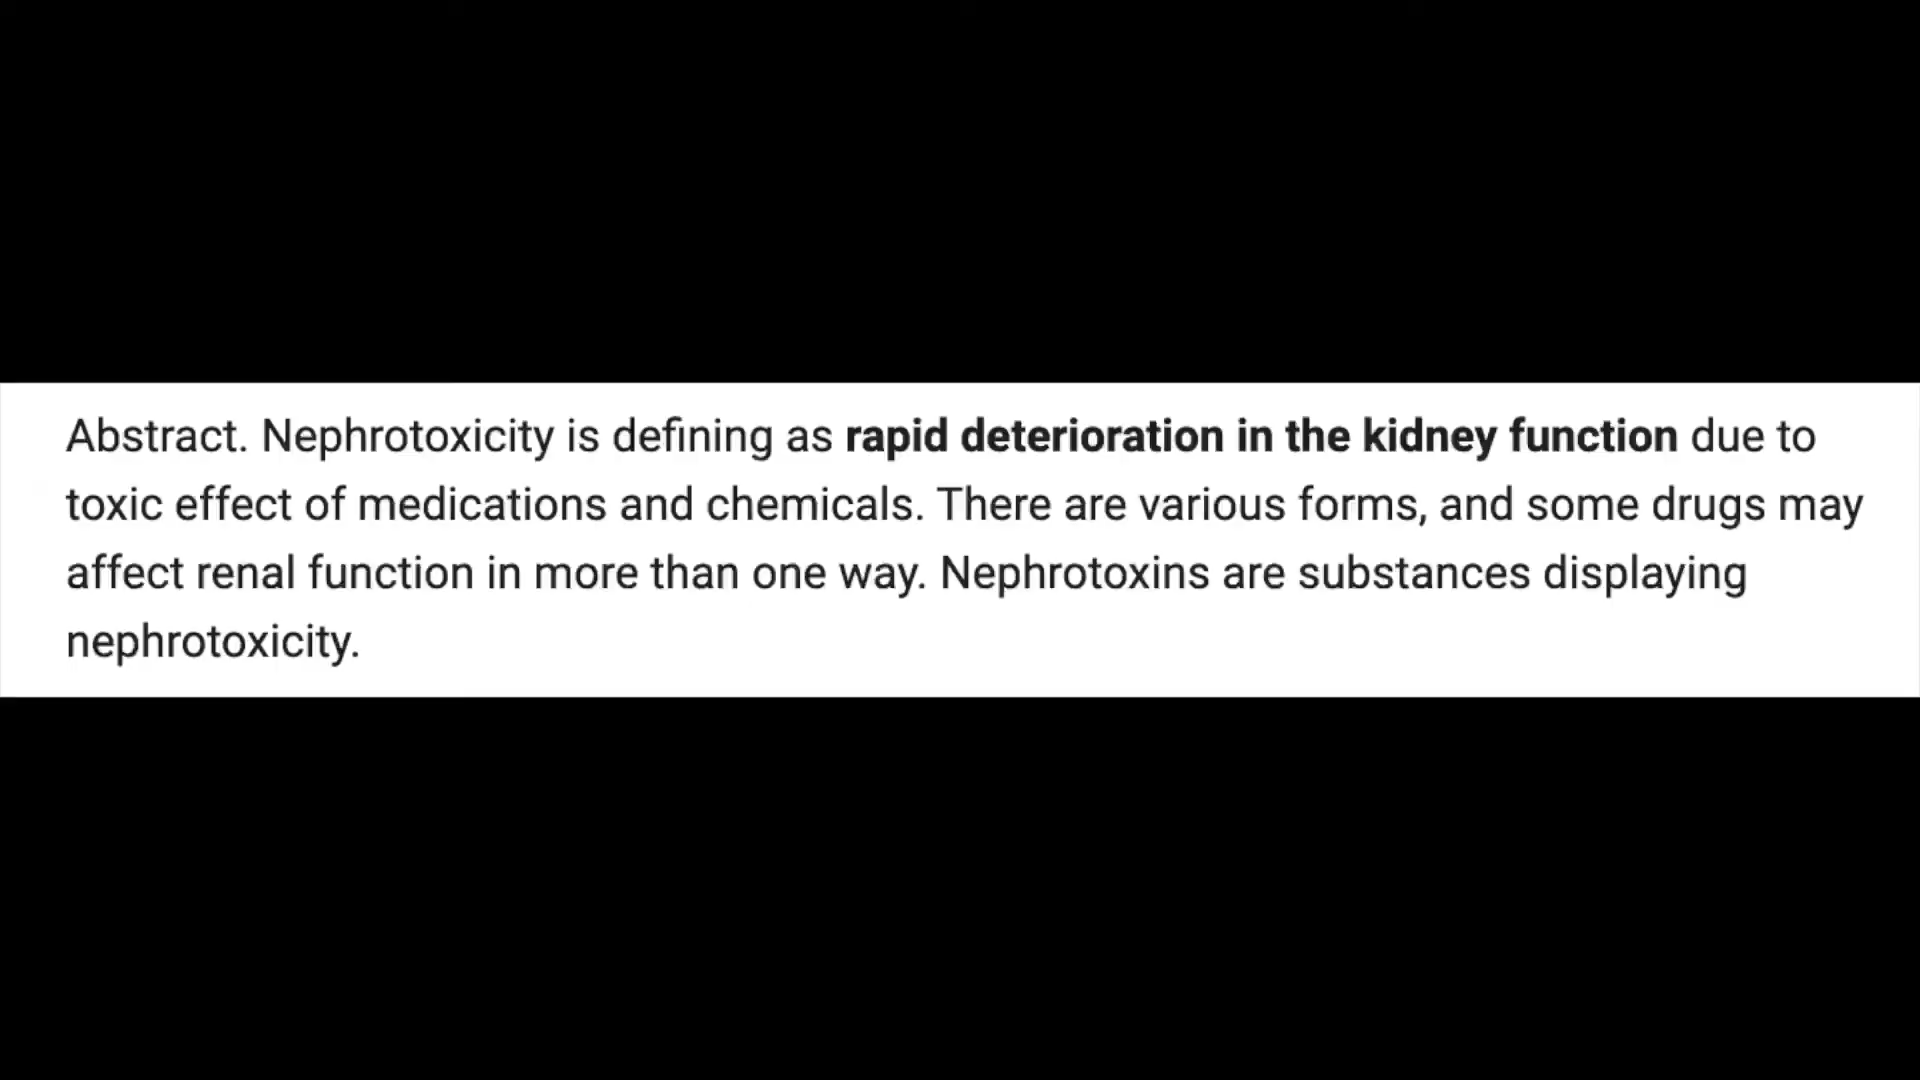 Abstract. Nephrotoxicity is defining as rapid deterioration in the kidney function due to
toxic effect of medications and chemicals. There are various forms, and some drugs may
affect renal function in more than one way. Nephrotoxins are substances displaying
nephrotoxicity.